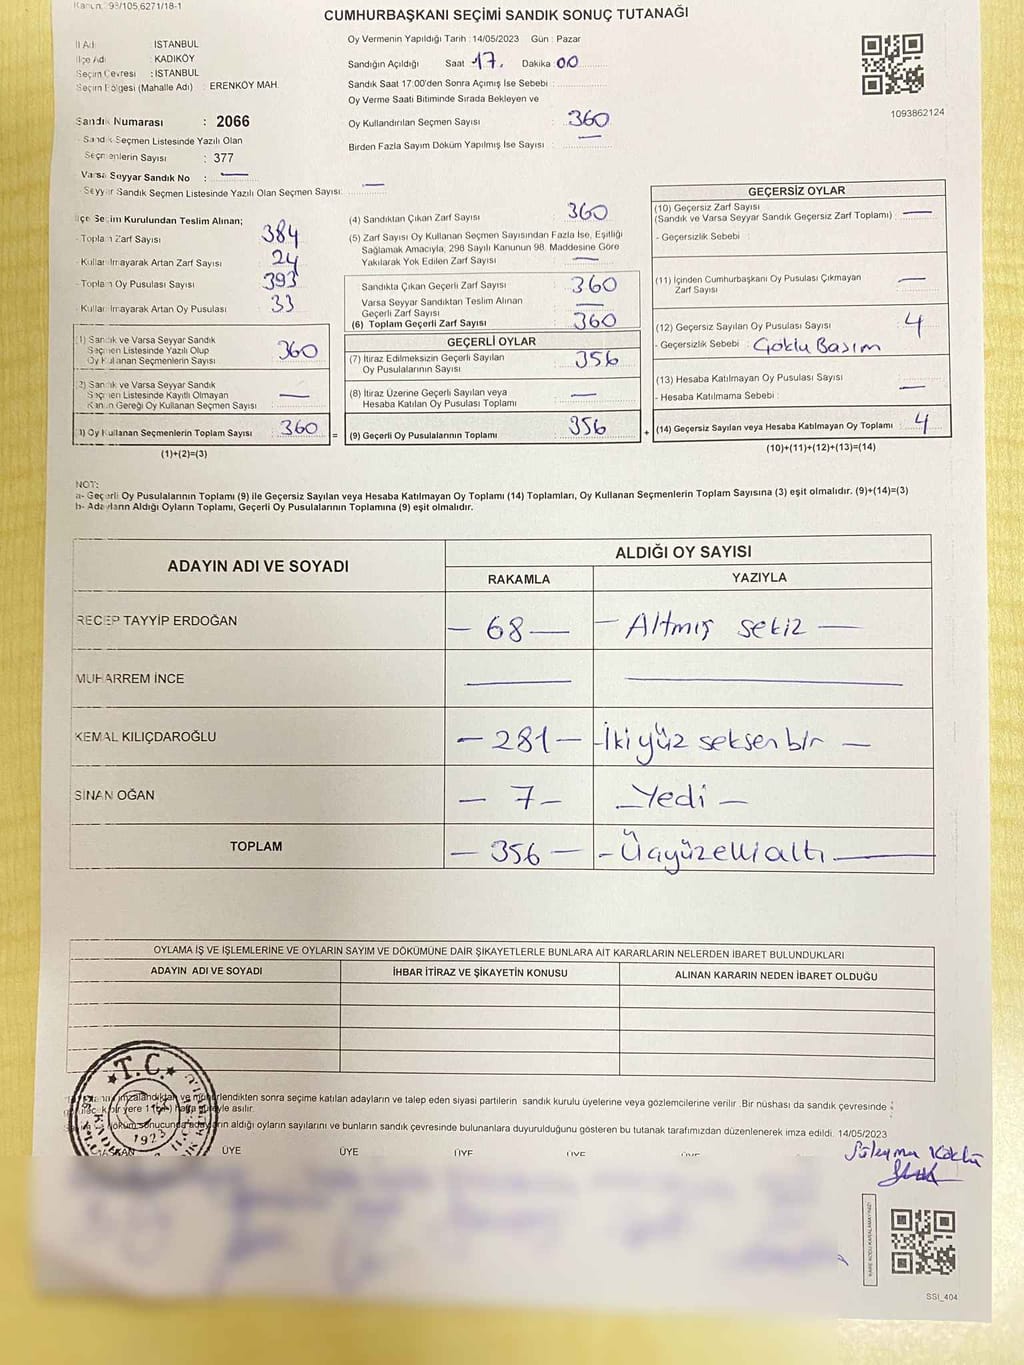 Kanun: 98/105,6271/18-1
CUMHURBAŞKANI SEÇİMİ SANDIK SONUÇ TUTANAĞI
İl Adı : İSTANBUL
İlçe Adı : KADIKÖY
Seçim Çevresi : İSTANBUL
Seçim Bölgesi (Mahalle Adı) : ERENKÖY MAH.
Sandık Numarası : 2066
Sandık Seçmen Listesinde Yazılı Olan
Seçmenlerin Sayısı : 377
Varsa Seyyar Sandık No : —
Seyyar Sandık Seçmen Listesinde Yazılı Olan Seçmen Sayısı: —
Oy Vermenin Yapıldığı Tarih : 14/05/2023 Gün : Pazar
Sandığın Açıldığı Saat 17. Dakika 00
Sandık Saat 17:00'den Sonra Açımış İse Sebebi :
Oy Verme Saati Bitiminde Sırada Bekleyen ve
Oy Kullandırılan Seçmen Sayısı : 360
Birden Fazla Sayım Döküm Yapılmış İse Sayısı : —
1093862124
İlçe Seçim Kurulundan Teslim Alınan;
- Toplam Zarf Sayısı 384
- Kullanılmayarak Artan Zarf Sayısı 24
- Toplam Oy Pusulası Sayısı 393
- Kullanılmayarak Artan Oy Pusulası 33
(1) Sandık ve Varsa Seyyar Sandık
Seçmen Listesinde Yazılı Olup
Oy Kullanan Seçmenlerin Sayısı 360
(2) Sandık ve Varsa Seyyar Sandık
Seçmen Listesinde Kayıtlı Olmayan
Kanun Gereği Oy Kullanan Seçmen Sayısı —
(3) Oy Kullanan Seçmenlerin Toplam Sayısı 360 =
(1)+(2)=(3)
(4) Sandıktan Çıkan Zarf Sayısı 360
(5) Zarf Sayısı Oy Kullanan Seçmen Sayısından Fazla İse, Eşitliği
Sağlamak Amacıyla; 298 Sayılı Kanunun 98. Maddesine Göre
Yakılarak Yok Edilen Zarf Sayısı —
Sandıkta Çıkan Geçerli Zarf Sayısı 360
Varsa Seyyar Sandıktan Teslim Alınan
Geçerli Zarf Sayısı —
(6) Toplam Geçerli Zarf Sayısı 360
GEÇERLİ OYLAR
(7) İtiraz Edilmeksizin Geçerli Sayılan
Oy Pusulalarının Sayısı 356
(8) İtiraz Üzerine Geçerli Sayılan veya
Hesaba Katılan Oy Pusulası Toplamı —
(9) Geçerli Oy Pusulalarının Toplamı 356 +
GEÇERSİZ OYLAR
(10) Geçersiz Zarf Sayısı
(Sandık ve Varsa Seyyar Sandık Geçersiz Zarf Toplamı) —
- Geçersizlik Sebebi :
(11) İçinden Cumhurbaşkanı Oy Pusulası Çıkmayan
Zarf Sayısı —
(12) Geçersiz Sayılan Oy Pusulası Sayısı 4
- Geçersizlik Sebebi : Çoklu Basım
(13) Hesaba Katılmayan Oy Pusulası Sayısı —
- Hesaba Katılmama Sebebi :
(14) Geçersiz Sayılan veya Hesaba Katılmayan Oy Toplamı : 4
(10)+(11)+(12)+(13)=(14)
NOT:
a- Geçerli Oy Pusulalarının Toplamı (9) ile Geçersiz Sayılan veya Hesaba Katılmayan Oy Toplamı (14) Toplamları, Oy Kullanan Seçmenlerin Toplam Sayısına (3) eşit olmalıdır. (9)+(14)=(3)
b- Adayların Aldığı Oyların Toplamı, Geçerli Oy Pusulalarının Toplamına (9) eşit olmalıdır.
ADAYIN ADI VE SOYADI ALDIĞI OY SAYISI
RAKAMLA YAZIYLA
RECEP TAYYİP ERDOĞAN — 68 — — Altmış sekiz —
MUHARREM İNCE — —
KEMAL KILIÇDAROĞLU — 281 — - İki yüz seksen bir —
SİNAN OĞAN — 7 — — Yedi —
TOPLAM — 356 — - Üçyüzellialtı —
OYLAMA İŞ VE İŞLEMLERİNE VE OYLARIN SAYIM VE DÖKÜMÜNE DAİR ŞİKAYETLERLE BUNLARA AİT KARARLARIN NELERDEN İBARET BULUNDUKLARI
ADAYIN ADI VE SOYADI İHBAR İTİRAZ VE ŞİKAYETİN KONUSU ALINAN KARARIN NEDEN İBARET OLDUĞU
T.C.
1923
imzalandıktan ve mühürlendikten sonra seçime katılan adayların ve talep eden siyasi partilerin sandık kurulu üyelerine veya gözlemcilerine verilir. Bir nüshası da sandık çevresinde
bir yere 1 hafta süreyle asılır.
döküm sonucunda adayların aldığı oyların sayılarını ve bunların sandık çevresinde bulunanlara duyurulduğunu gösteren bu tutanak tarafımızdan düzenlenerek imza edildi. 14/05/2023
BAŞKAN ÜYE ÜYE ÜYE ÜYE ÜYE
KARE KODU KARALAMAYINIZ!
SSI_404